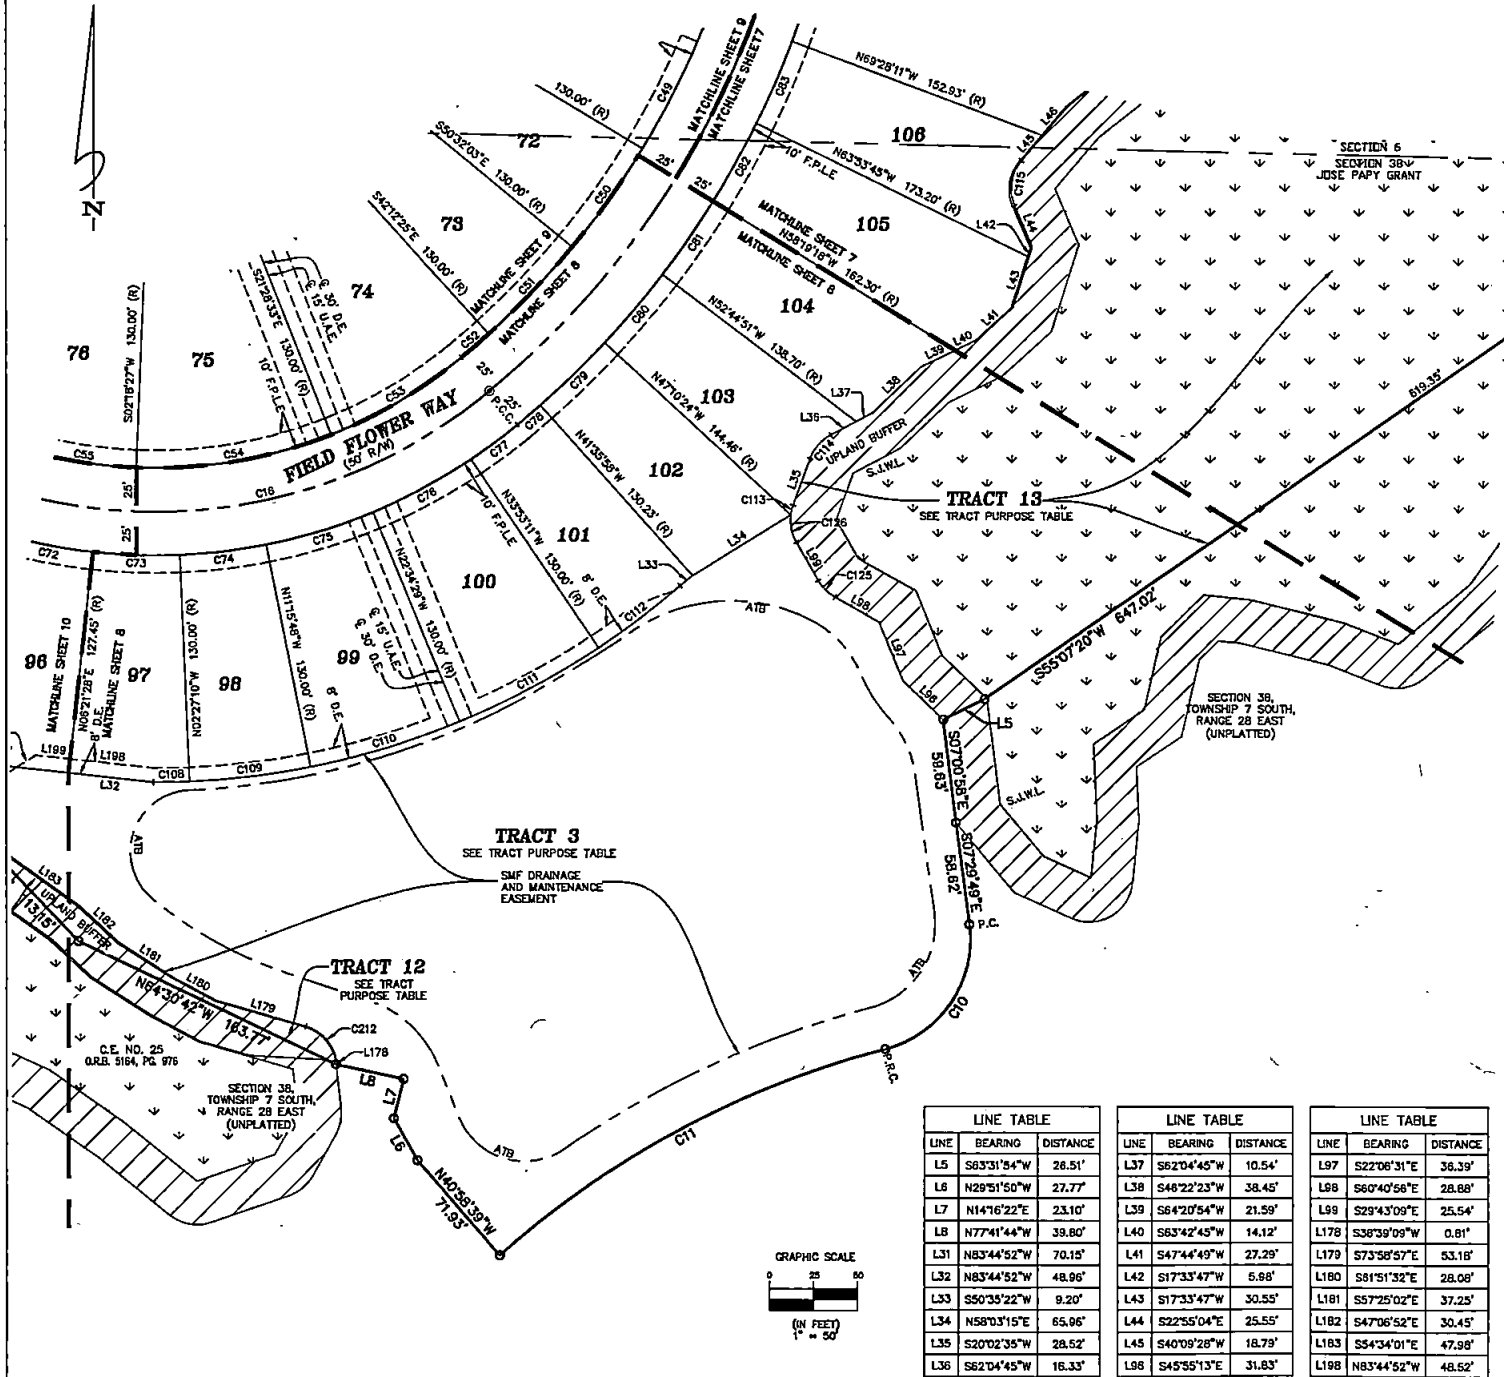 N
130.00' (R)
72
S50°32'03"E 130.00' (R)
73
S42°12'25"E 130.00' (R)
74
℄ 30' D.E.
℄ 15' U.A.E.
S21°28'33"E 130.00' (R)
10' F.P.L.E
75
76
S02°18'27"W 130.00' (R)
C49
C50
C51
C52
C53
C54
C55
MATCHLINE SHEET 9
MATCHLINE SHEET 7
MATCHLINE SHEET 9
MATCHLINE SHEET 8
25'
25'
25'
25'
25'
25'
P.C.C.
FIELD FLOWER WAY
(50' R/W)
C16
C83
C82
C81
C80
C79
C78
C77
C76
C75
C74
C73
C72
N69°28'11"W 152.93' (R)
106
10' F.P.L.E
N63°53'45"W 173.20' (R)
105
MATCHLINE SHEET 7
N58°19'18"W 162.30' (R)
MATCHLINE SHEET 8
104
N52°44'51"W 138.70' (R)
103
N47°10'24"W 144.46' (R)
102
N41°35'58"W 130.23' (R)
101
10' F.P.L.E
N33°53'11"W 130.00' (R)
8' D.E.
100
N22°34'29"W 130.00' (R)
℄ 15' U.A.E.
℄ 30' D.E.
99
N11°15'48"W 130.00' (R)
8' D.E.
98
N02°27'10"W 130.00' (R)
97
96
MATCHLINE SHEET 10
N06°21'28"E 127.45' (R)
8' D.E.
MATCHLINE SHEET 8
L199
L198
L32
C108
C109
C110
C111
C112
L33
L34
C113
L35
C114
L36
L37
L38
L39
L40
L41
L42
L43
L44
C115
L45
L46
SECTION 6
SECTION 38
JOSE PAPY GRANT
UPLAND BUFFER
S.J.W.L.
TRACT 13
SEE TRACT PURPOSE TABLE
619.35'
S55°07'20"W 647.02'
C126
L99
C125
L98
L97
L96
L5
SECTION 38,
TOWNSHIP 7 SOUTH,
RANGE 28 EAST
(UNPLATTED)
S.J.W.L.
S07°00'58"E
58.63'
S07°29'49"E
58.62'
P.C.
C10
P.R.C.
C11
ATB
ATB
ATB
ATB
TRACT 3
SEE TRACT PURPOSE TABLE
SMF DRAINAGE
AND MAINTENANCE
EASEMENT
L183
UPLAND BUFFER
13.15'
L182
L181
L180
L179
N64°30'42"W
163.77'
TRACT 12
SEE TRACT
PURPOSE TABLE
C212
L178
L8
L7
L6
N40°58'39"W
71.93'
C.E. NO. 25
O.R.B. 5164, PG. 976
SECTION 38,
TOWNSHIP 7 SOUTH,
RANGE 28 EAST
(UNPLATTED)
GRAPHIC SCALE
0 25 50
(IN FEET)
1" = 50'
LINE TABLE
LINE BEARING DISTANCE
L5 S63°31'54"W 26.51'
L6 N29°51'50"W 27.77'
L7 N14°16'22"E 23.10'
L8 N77°41'44"W 39.80'
L31 N83°44'52"W 70.15'
L32 N83°44'52"W 48.96'
L33 S50°35'22"W 9.20'
L34 N58°03'15"E 65.96'
L35 S20°02'35"W 28.52'
L36 S62°04'45"W 16.33'
LINE TABLE
LINE BEARING DISTANCE
L37 S62°04'45"W 10.54'
L38 S46°22'23"W 38.45'
L39 S64°20'54"W 21.59'
L40 S63°42'45"W 14.12'
L41 S47°44'49"W 27.29'
L42 S17°33'47"W 5.98'
L43 S17°33'47"W 30.55'
L44 S22°55'04"E 25.55'
L45 S40°09'28"W 18.79'
L96 S45°55'13"E 31.83'
LINE TABLE
LINE BEARING DISTANCE
L97 S22°06'31"E 36.39'
L98 S60°40'56"E 28.88'
L99 S29°43'09"E 25.54'
L178 S36°39'09"W 0.81'
L179 S73°58'57"E 53.18'
L180 S61°51'32"E 28.08'
L181 S57°25'02"E 37.25'
L182 S47°06'52"E 30.45'
L183 S54°34'01"E 47.98'
L198 N83°44'52"W 48.52'